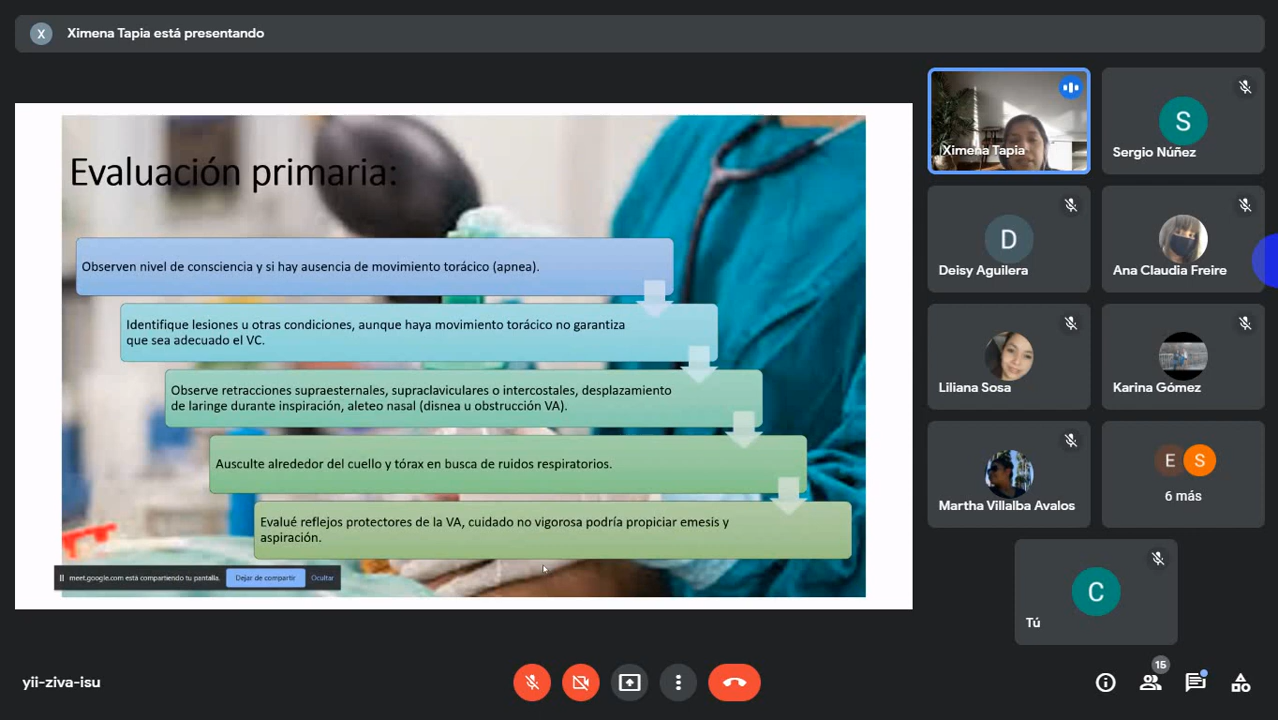 X
Ximena Tapia está presentando
Evaluación primaria:
Observen nivel de consciencia y si hay ausencia de movimiento torácico (apnea).
Identifique lesiones u otras condiciones, aunque haya movimiento torácico no garantiza
que sea adecuado el VC.
Observe retracciones supraesternales, supraclaviculares o intercostales, desplazamiento
de laringe durante inspiración, aleteo nasal (disnea u obstrucción VA).
Ausculte alrededor del cuello y tórax en busca de ruidos respiratorios.
Evalué reflejos protectores de la VA, cuidado no vigorosa podría propiciar emesis y
aspiración.
meet.google.com está compartiendo tu pantalla.
Dejar de compartir
Ocultar
Ximena Tapia
S
Sergio Núñez
D
Deisy Aguilera
Ana Claudia Freire
Liliana Sosa
Karina Gómez
Martha Villalba Avalos
E
S
6 más
C
Tú
yii-ziva-isu
15